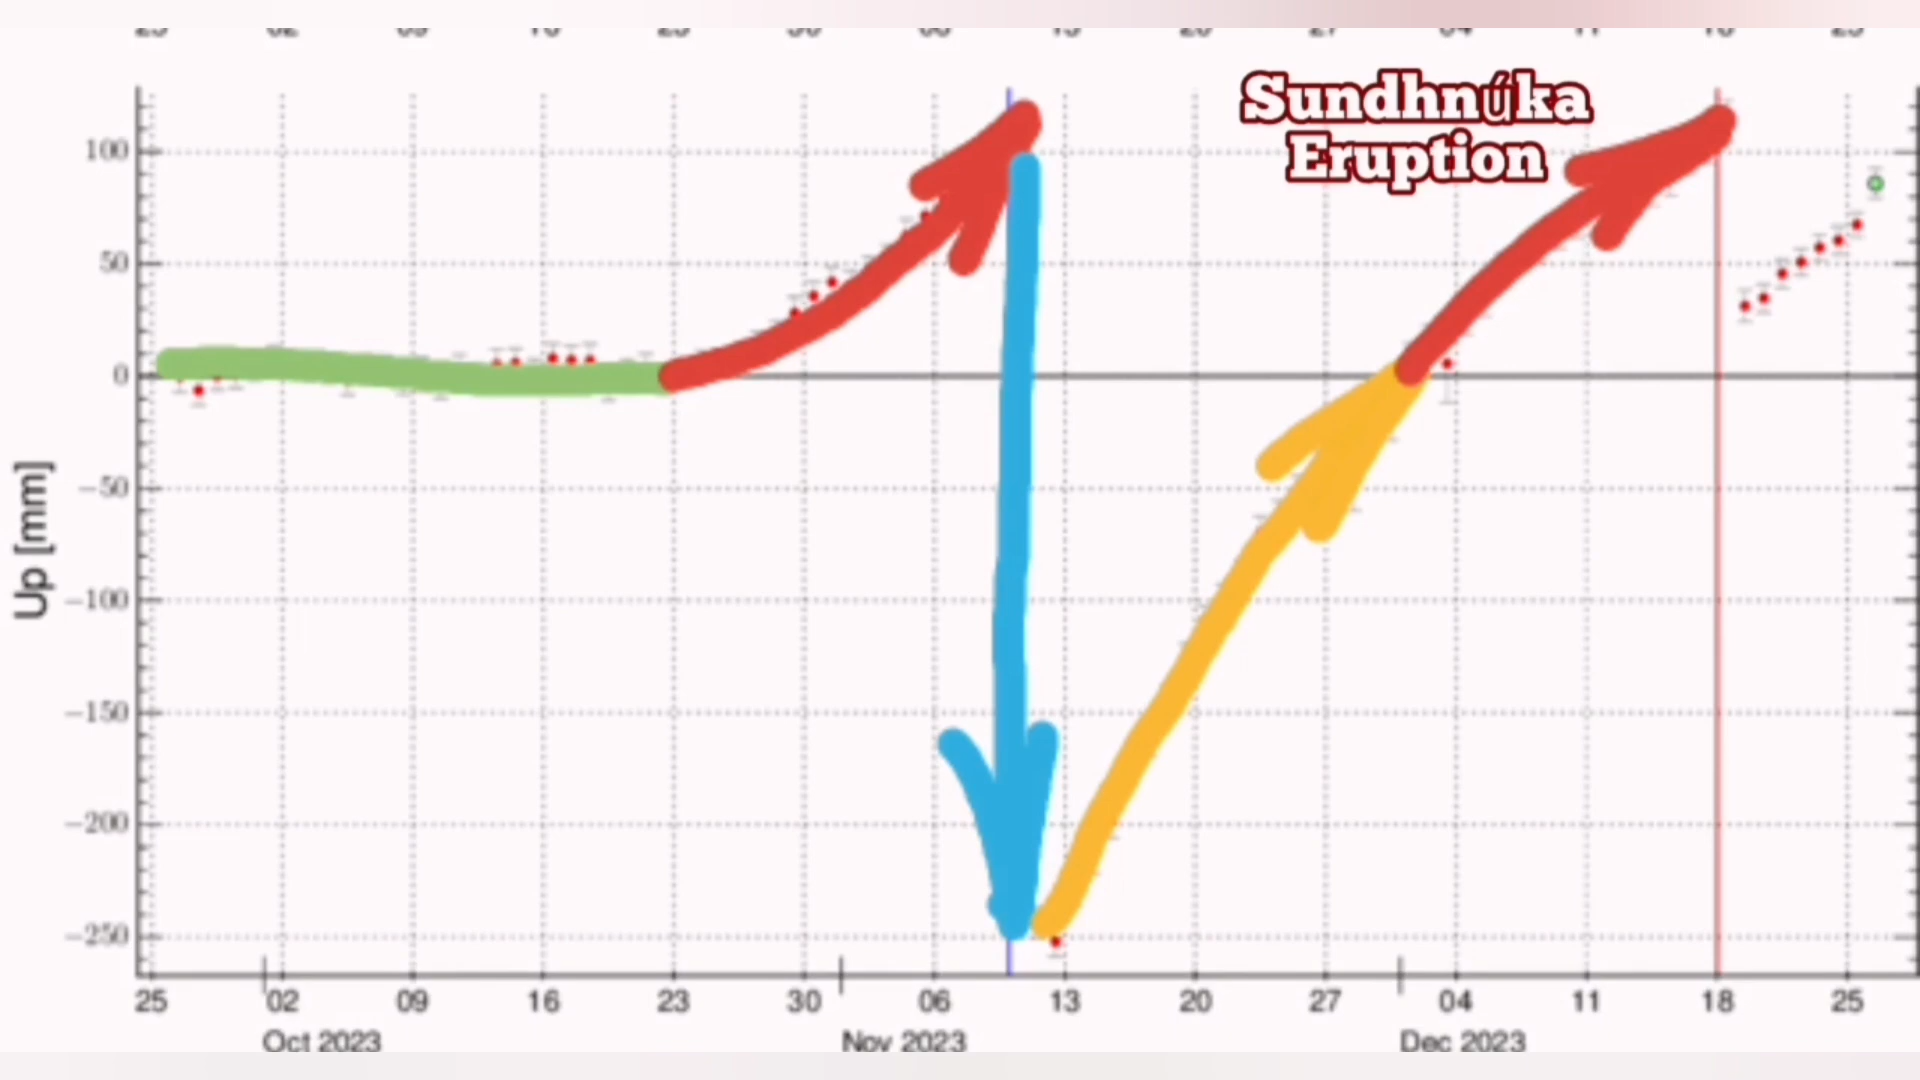 Sundhnúka
Eruption
100
50
0
−50
−100
−150
−200
−250
Up [mm]
25 02 09 16 23 30 06 13 20 27 04 11 18 25
Oct 2023 Nov 2023 Dec 2023